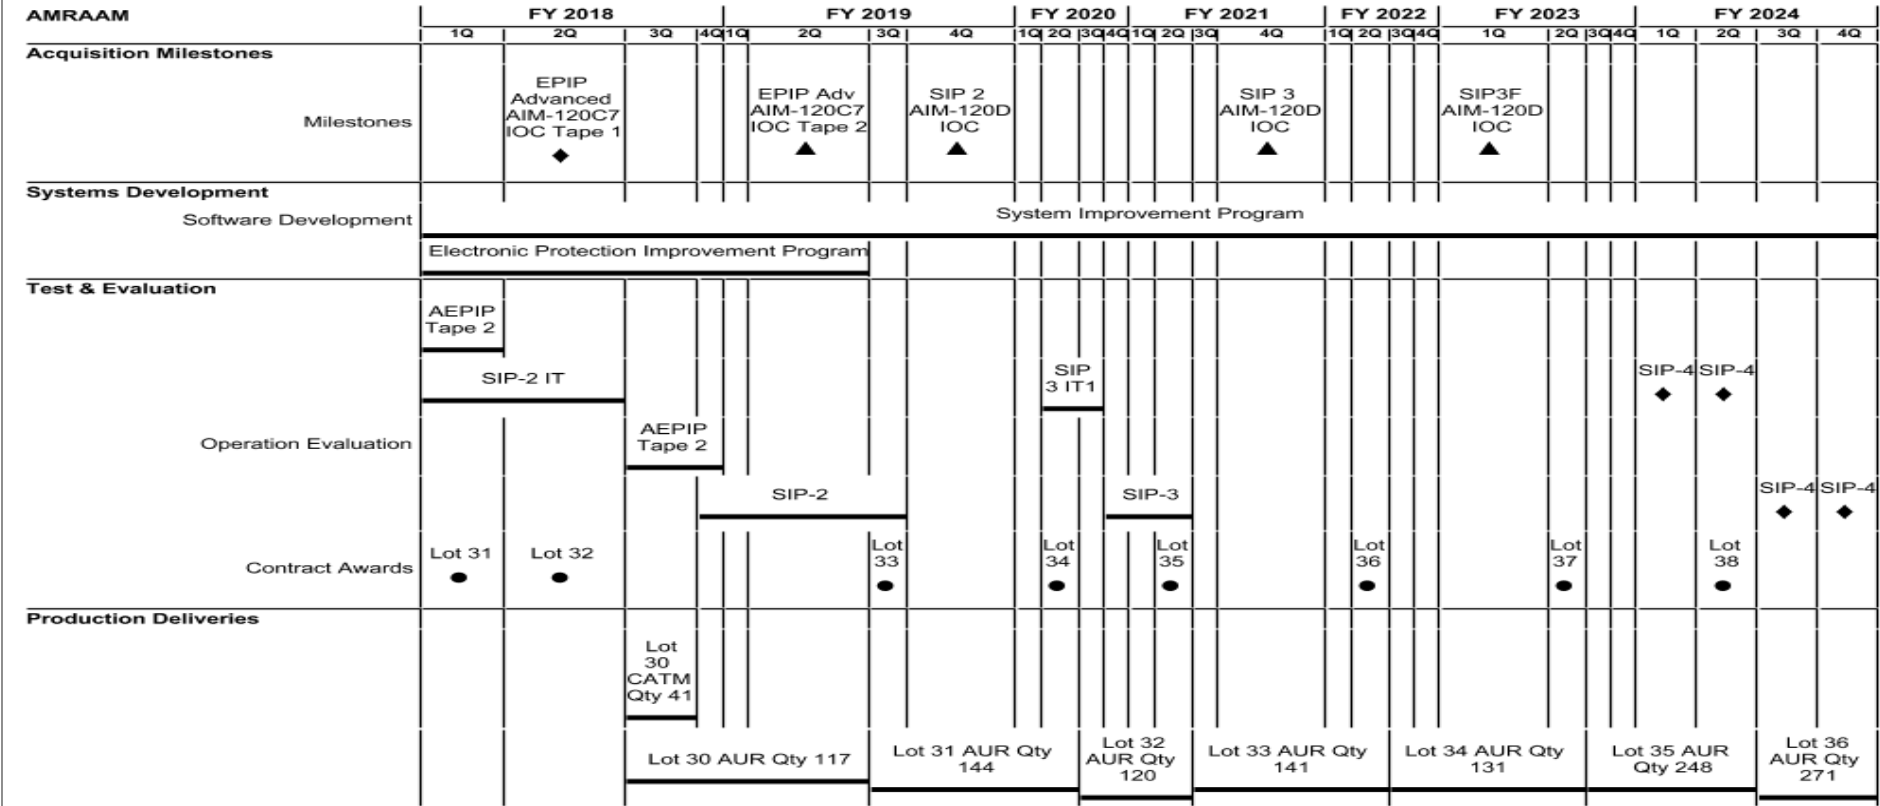 AMRAAM FY 2018 FY 2019 FY 2020 FY 2021 FY 2022 FY 2023 FY 2024
1Q 2Q 3Q 4Q 1Q 2Q 3Q 4Q 1Q 2Q 3Q 4Q 1Q 2Q 3Q 4Q 1Q 2Q 3Q 4Q 1Q 2Q 3Q 4Q 1Q 2Q 3Q 4Q
Acquisition Milestones
Milestones
EPIP
Advanced
AIM-120C7
IOC Tape 1
EPIP Adv
AIM-120C7
IOC Tape 2
SIP 2
AIM-120D
IOC
SIP 3
AIM-120D
IOC
SIP3F
AIM-120D
IOC
Systems Development
Software Development
System Improvement Program
Electronic Protection Improvement Program
Test & Evaluation
AEPIP
Tape 2
SIP-2 IT
SIP
3 IT1
SIP-4 SIP-4
Operation Evaluation
AEPIP
Tape 2
SIP-2
SIP-3
SIP-4 SIP-4
Contract Awards
Lot 31
Lot 32
Lot
33
Lot
34
Lot
35
Lot
36
Lot
37
Lot
38
Production Deliveries
Lot
30
CATM
Qty 41
Lot 30 AUR Qty 117
Lot 31 AUR Qty
144
Lot 32
AUR Qty
120
Lot 33 AUR Qty
141
Lot 34 AUR Qty
131
Lot 35 AUR
Qty 248
Lot 36
AUR Qty
271